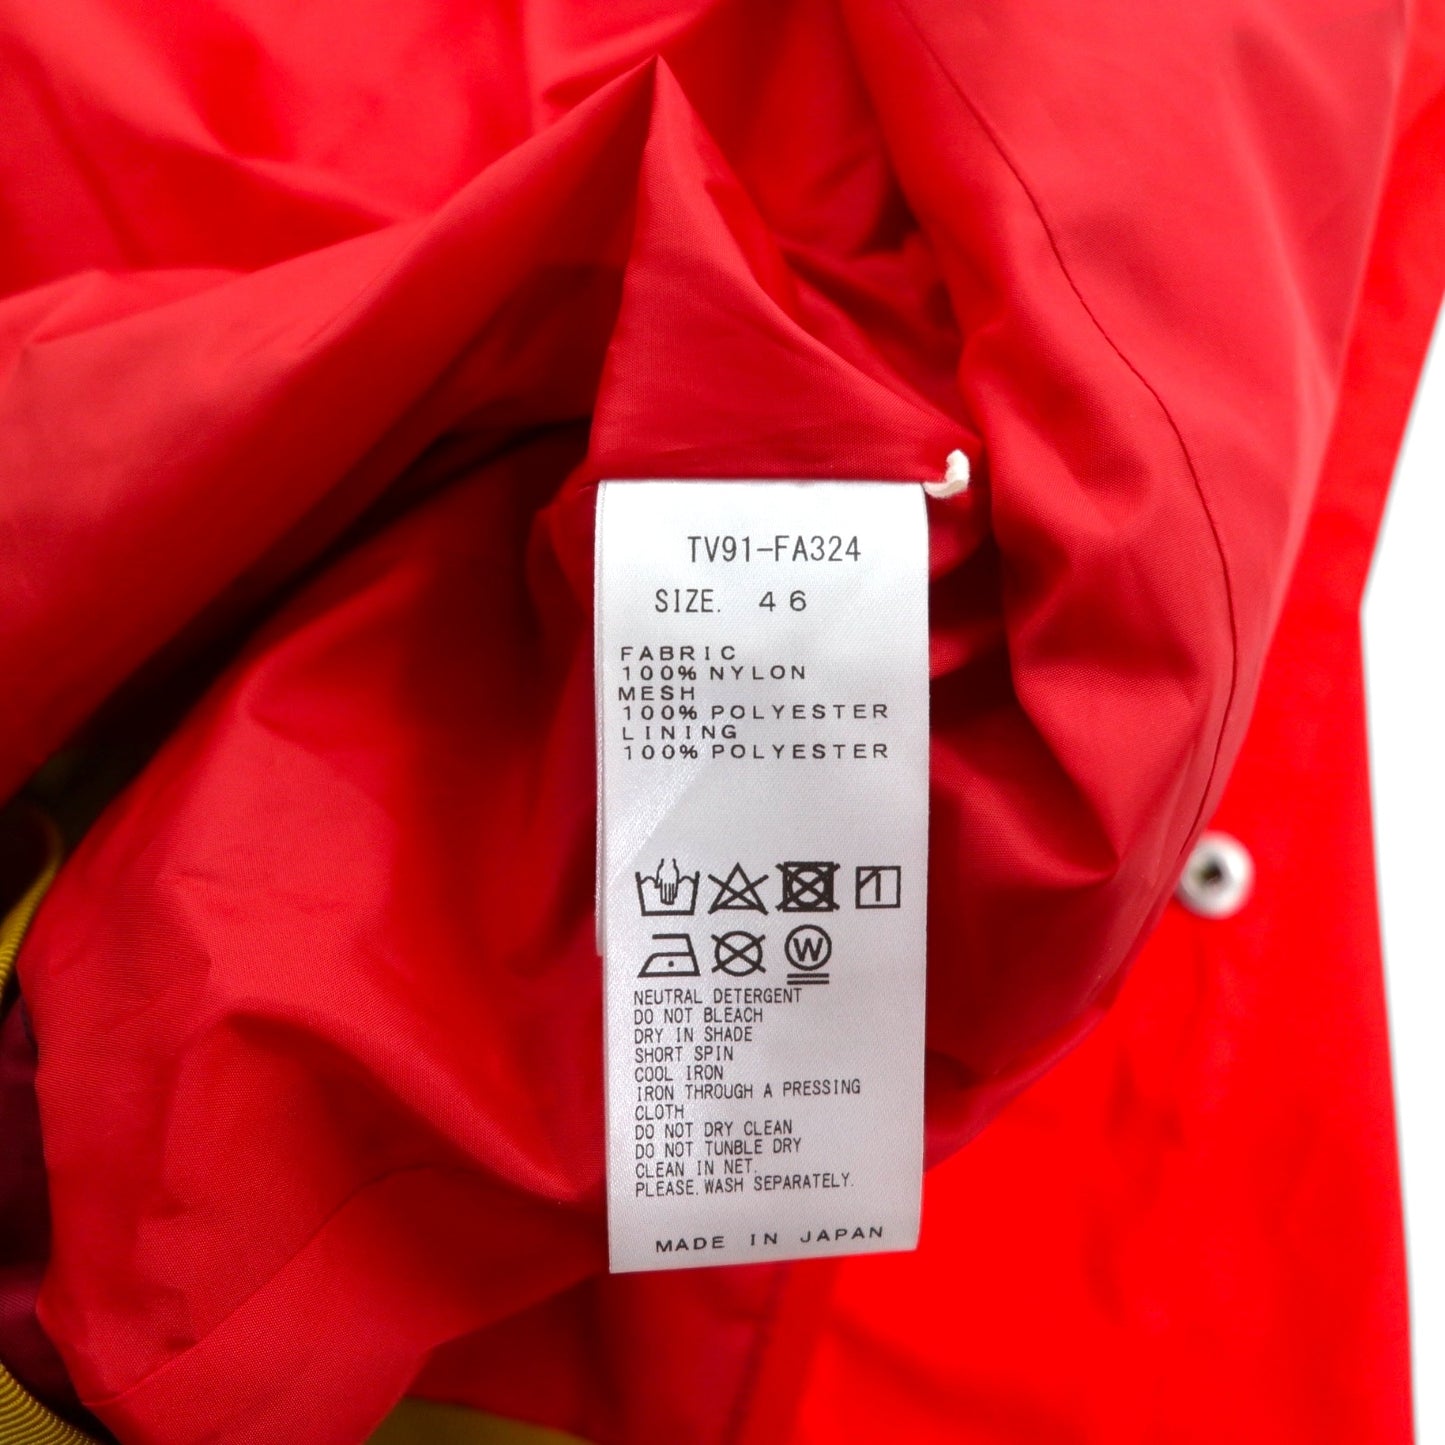 TV91-FA324
SIZE. 46
FABRIC
100% NYLON
MESH
100% POLYESTER
LINING
100% POLYESTER
W
NEUTRAL DETERGENT
DO NOT BLEACH
DRY IN SHADE
SHORT SPIN
COOL IRON
IRON THROUGH A PRESSING
CLOTH
DO NOT DRY CLEAN
DO NOT TUNBLE DRY
CLEAN IN NET.
PLEASE.WASH SEPARATELY.
MADE IN JAPAN